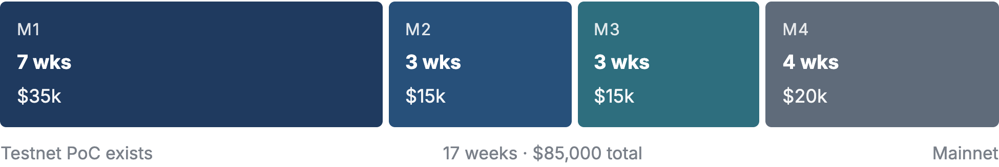 M1
7 wks
$35k
M2
3 wks
$15k
M3
3 wks
$15k
M4
4 wks
$20k
Testnet PoC exists
17 weeks · $85,000 total
Mainnet